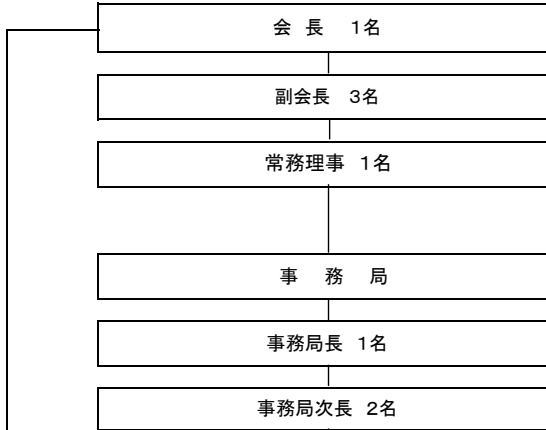 会 長 1名
副会長 3名
常務理事 1名
事 務 局
事務局長 1名
事務局次長 2名